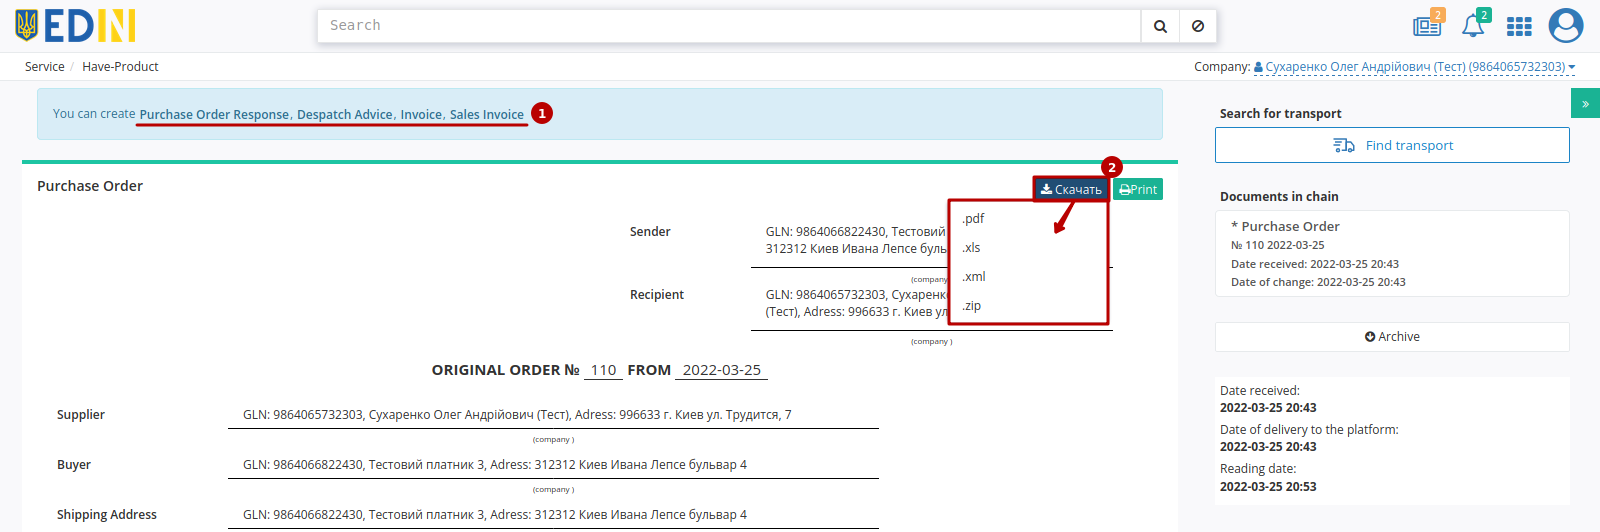 EDIN
Search
2
2
Service / Have-Product
Company: Сухаренко Олег Андрійович (Тест) (9864065732303)
You can create Purchase Order Response, Despatch Advice, Invoice, Sales Invoice
1
»
Search for transport
Find transport
2
Purchase Order
Скачать
Print
.pdf
.xls
.xml
.zip
Sender
GLN: 9864066822430, Тестовий
312312 Киев Ивана Лепсе буль
(company
Recipient
GLN: 9864065732303, Сухаренк
(Тест), Adress: 996633 г. Киев ул
(company )
ORIGINAL ORDER № 110 FROM 2022-03-25
Supplier
GLN: 9864065732303, Сухаренко Олег Андрійович (Тест), Adress: 996633 г. Киев ул. Трудится, 7
(company )
Buyer
GLN: 9864066822430, Тестовий платник 3, Adress: 312312 Киев Ивана Лепсе бульвар 4
(company )
Shipping Address
GLN: 9864066822430, Тестовий платник 3, Adress: 312312 Киев Ивана Лепсе бульвар 4
Documents in chain
* Purchase Order
№ 110 2022-03-25
Date received: 2022-03-25 20:43
Date of change: 2022-03-25 20:43
Archive
Date received:
2022-03-25 20:43
Date of delivery to the platform:
2022-03-25 20:43
Reading date:
2022-03-25 20:53